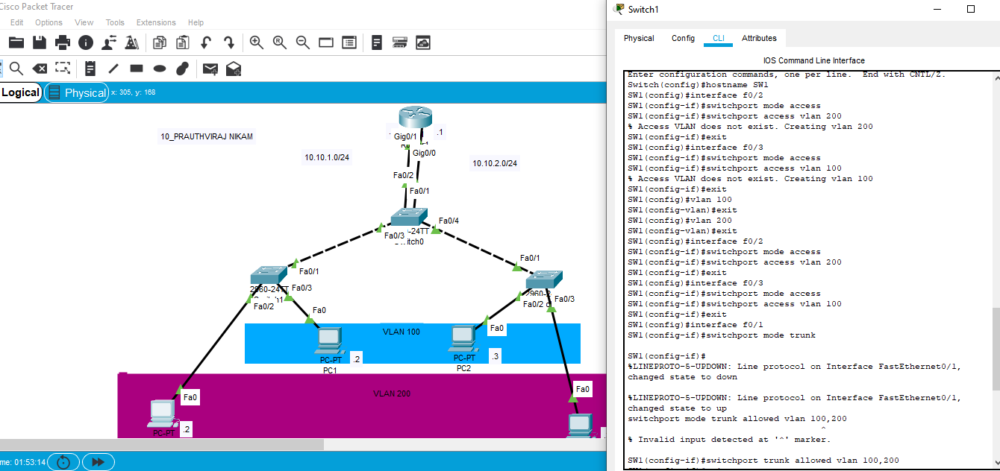 Cisco Packet Tracer
Edit Options View Tools Extensions Help
Logical
Physical x: 305, y: 168
10_PRAUTHVIRAJ NIKAM
10.10.1.0/24
10.10.2.0/24
.1
Gig0/1
Gig0/0
Fa0/2
Fa0/1
Fa0/4
Fa0/3
-24TT
Switch0
Fa0/1
Fa0/1
2960-24TT
Fa0/3
Switch1
Fa0/2
Fa0
Fa0/2
Fa0/3
VLAN 100
Fa0
PC-PT
PC1
.2
PC-PT
PC2
.3
VLAN 200
Fa0
Fa0
PC-PT
.2
01:53:14
Switch1
Physical Config CLI Attributes
IOS Command Line Interface
Enter configuration commands, one per line. End with CNTL/Z.
Switch(config)#hostname SW1
SW1(config)#interface f0/2
SW1(config-if)#switchport mode access
SW1(config-if)#switchport access vlan 200
% Access VLAN does not exist. Creating vlan 200
SW1(config-if)#exit
SW1(config)#interface f0/3
SW1(config-if)#switchport mode access
SW1(config-if)#switchport access vlan 100
% Access VLAN does not exist. Creating vlan 100
SW1(config-if)#exit
SW1(config)#vlan 100
SW1(config-vlan)#exit
SW1(config)#vlan 200
SW1(config-vlan)#exit
SW1(config)#interface f0/2
SW1(config-if)#switchport mode access
SW1(config-if)#switchport access vlan 200
SW1(config-if)#exit
SW1(config)#interface f0/3
SW1(config-if)#switchport mode access
SW1(config-if)#switchport access vlan 100
SW1(config-if)#exit
SW1(config)#interface f0/1
SW1(config-if)#switchport mode trunk
SW1(config-if)#
%LINEPROTO-5-UPDOWN: Line protocol on Interface FastEthernet0/1,
changed state to down
%LINEPROTO-5-UPDOWN: Line protocol on Interface FastEthernet0/1,
changed state to up
switchport mode trunk allowed vlan 100,200
^
% Invalid input detected at '^' marker.
SW1(config-if)#switchport trunk allowed vlan 100,200